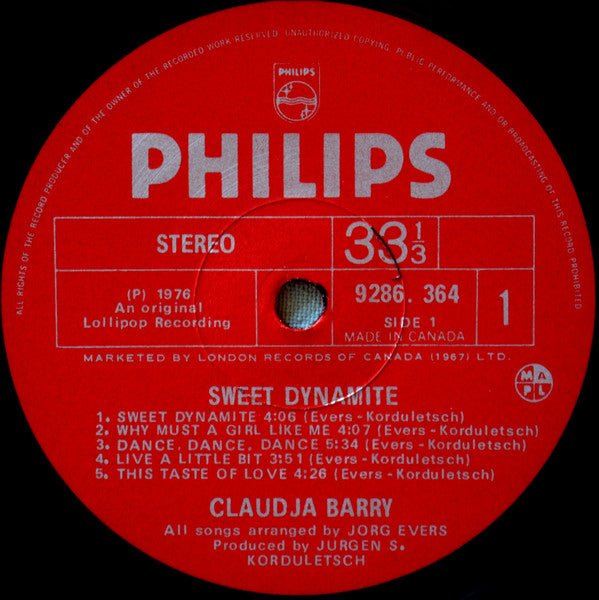 ALL RIGHTS OF THE RECORD PRODUCER AND OF THE OWNER OF THE RECORDED WORK RESERVED. UNAUTHORIZED COPYING, PUBLIC PERFORMANCE AND OR BROADCASTING OF THIS RECORD PROHIBITED
PHILIPS
PHILIPS
STEREO
33 1/3
(P) 1976
An original
Lollipop Recording
9286. 364
SIDE 1
MADE IN CANADA
1
MARKETED BY LONDON RECORDS OF CANADA (1967) LTD.
MAPL
SWEET DYNAMITE
1. SWEET DYNAMITE 4:06 (Evers-Korduletsch)
2. WHY MUST A GIRL LIKE ME 4:07 (Evers-Korduletsch)
3. DANCE, DANCE, DANCE 5:34 (Evers-Korduletsch)
4. LIVE A LITTLE BIT 3:51 (Evers-Korduletsch)
5. THIS TASTE OF LOVE 4:26 (Evers-Korduletsch)
CLAUDJA BARRY
All songs arranged by JORG EVERS
Produced by JURGEN S.
KORDULETSCH